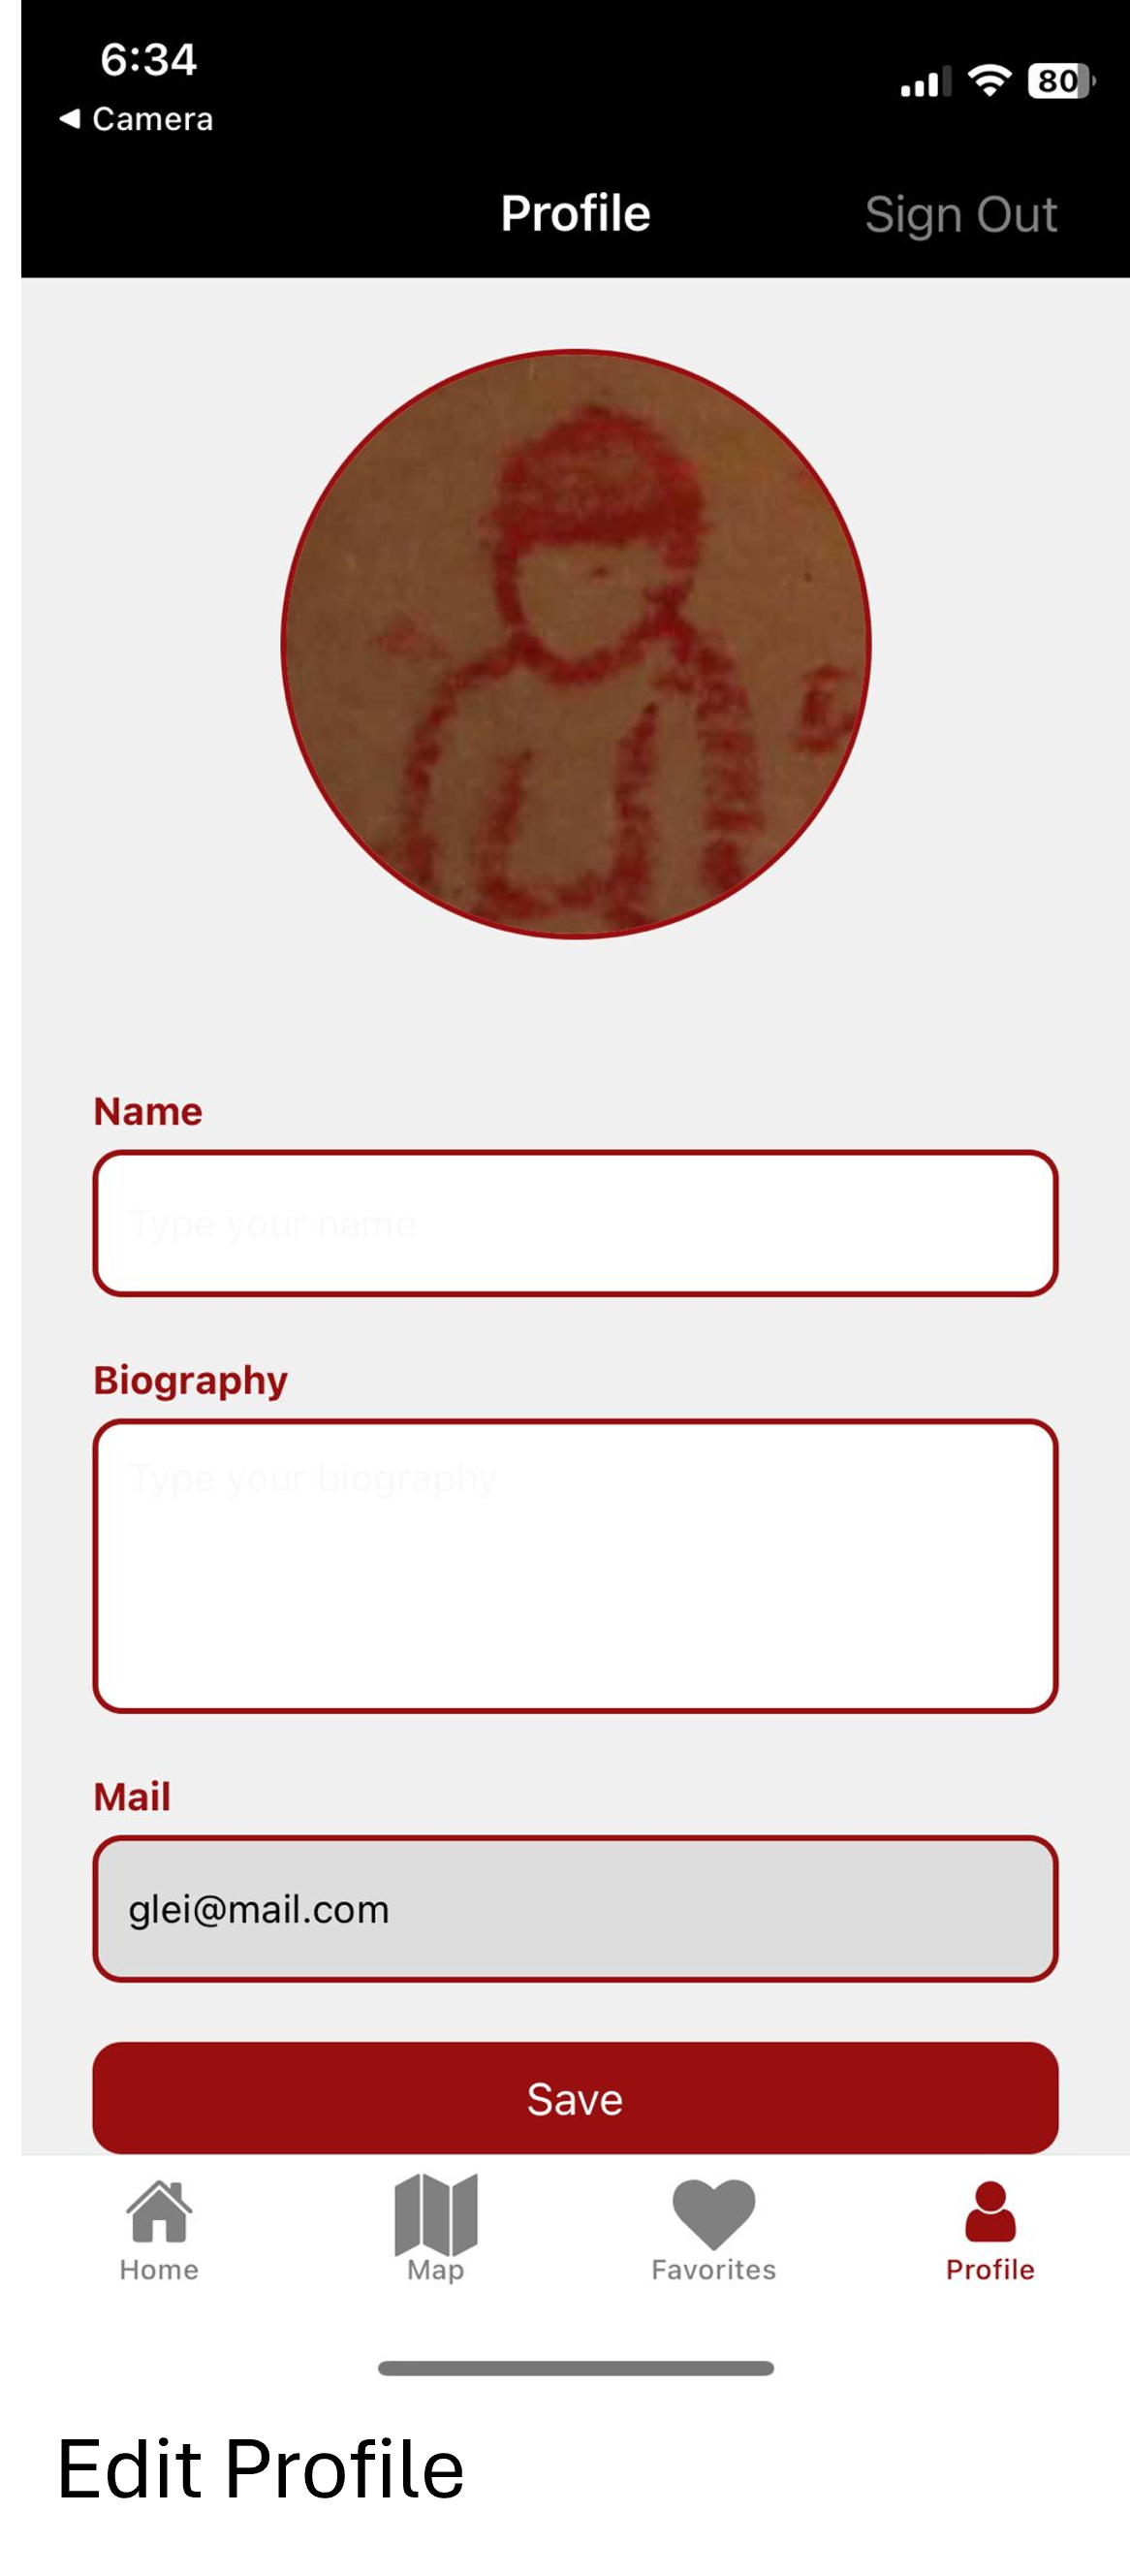 6:34
80
◀ Camera
Profile
Sign Out
Name
Type your name
Biography
Type your biography
Mail
glei@mail.com
Save
Home
Map
Favorites
Profile
Edit Profile